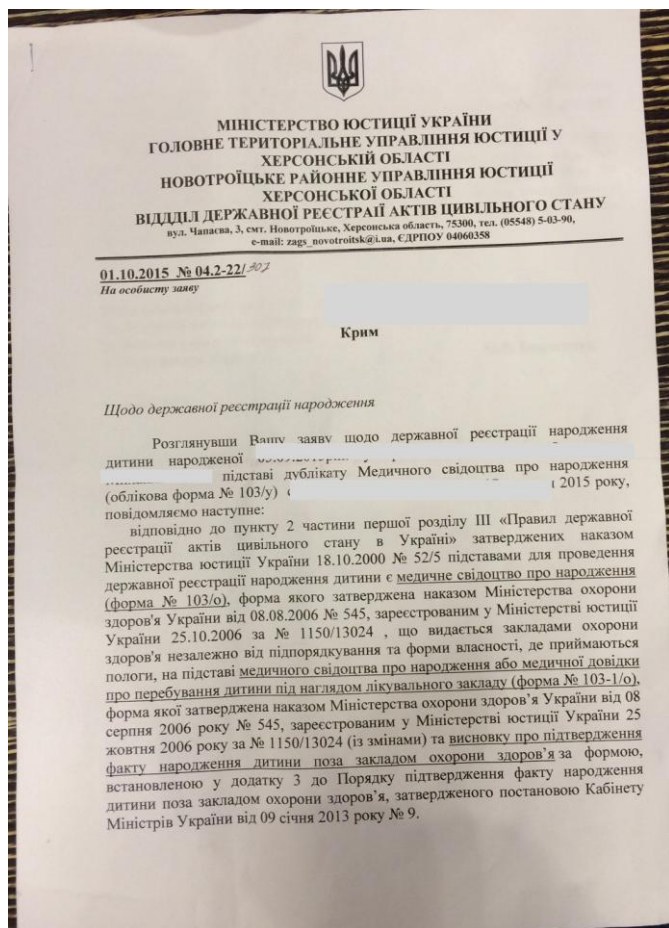 МІНІСТЕРСТВО ЮСТИЦІЇ УКРАЇНИ
ГОЛОВНЕ ТЕРИТОРІАЛЬНЕ УПРАВЛІННЯ ЮСТИЦІЇ У
ХЕРСОНСЬКІЙ ОБЛАСТІ
НОВОТРОЇЦЬКЕ РАЙОННЕ УПРАВЛІННЯ ЮСТИЦІЇ
ХЕРСОНСЬКОЇ ОБЛАСТІ
ВІДДІЛ ДЕРЖАВНОЇ РЕЄСТРАЇЇ АКТІВ ЦИВІЛЬНОГО СТАНУ
вул. Чапаєва, 3, смт. Новотроїцьке, Херсонська область, 75300, тел. (05548) 5-03-90,
e-mail: zags_novotroitsk@i.ua, ЄДРПОУ 04060358
01.10.2015 № 04.2-22/307
На особисту заяву
Крим
Щодо державної реєстрації народження
Розглянувши Вашу заяву щодо державної реєстрації народження
дитини народженої
підставі дублікату Медичного свідоцтва про народження
(облікова форма № 103/у) 2015 року,
повідомляємо наступне:
відповідно до пункту 2 частини першої розділу III «Правил державної
реєстрації актів цивільного стану в Україні» затверджених наказом
Міністерства юстиції України 18.10.2000 № 52/5 підставами для проведення
державної реєстрації народження дитини є медичне свідоцтво про народження
(форма № 103/о), форма якого затверджена наказом Міністерства охорони
здоров'я України від 08.08.2006 № 545, зареєстрованим у Міністерстві юстиції
України 25.10.2006 за № 1150/13024 , що видається закладами охорони
здоров'я незалежно від підпорядкування та форми власності, де приймаються
пологи, на підставі медичного свідоцтва про народження або медичної довідки
про перебування дитини під наглядом лікувального закладу (форма № 103-1/о),
форма якої затверджена наказом Міністерства охорони здоров'я України від 08
серпня 2006 року № 545, зареєстрованим у Міністерстві юстиції України 25
жовтня 2006 року за № 1150/13024 (із змінами) та висновку про підтвердження
факту народження дитини поза закладом охорони здоров'я за формою,
встановленою у додатку 3 до Порядку підтвердження факту народження
дитини поза закладом охорони здоров'я, затвердженого постановою Кабінету
Міністрів України від 09 січня 2013 року № 9.